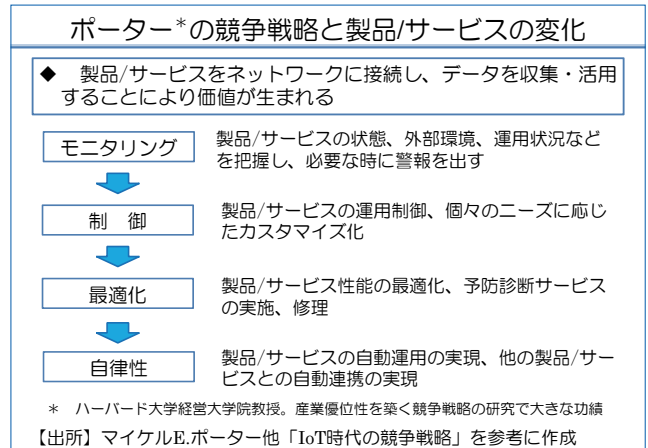 ポーター*の競争戦略と製品/サービスの変化
◆ 製品/サービスをネットワークに接続し、データを収集・活用
することにより価値が生まれる
モニタリング
製品/サービスの状態、外部環境、運用状況など
を把握し、必要な時に警報を出す
制 御
製品/サービスの運用制御、個々のニーズに応じ
たカスタマイズ化
最適化
製品/サービス性能の最適化、予防診断サービス
の実施、修理
自律性
製品/サービスの自動運用の実現、他の製品/サー
ビスとの自動連携の実現
* ハーバード大学経営大学院教授。産業優位性を築く競争戦略の研究で大きな功績
【出所】マイケルE.ポーター他「IoT時代の競争戦略」を参考に作成